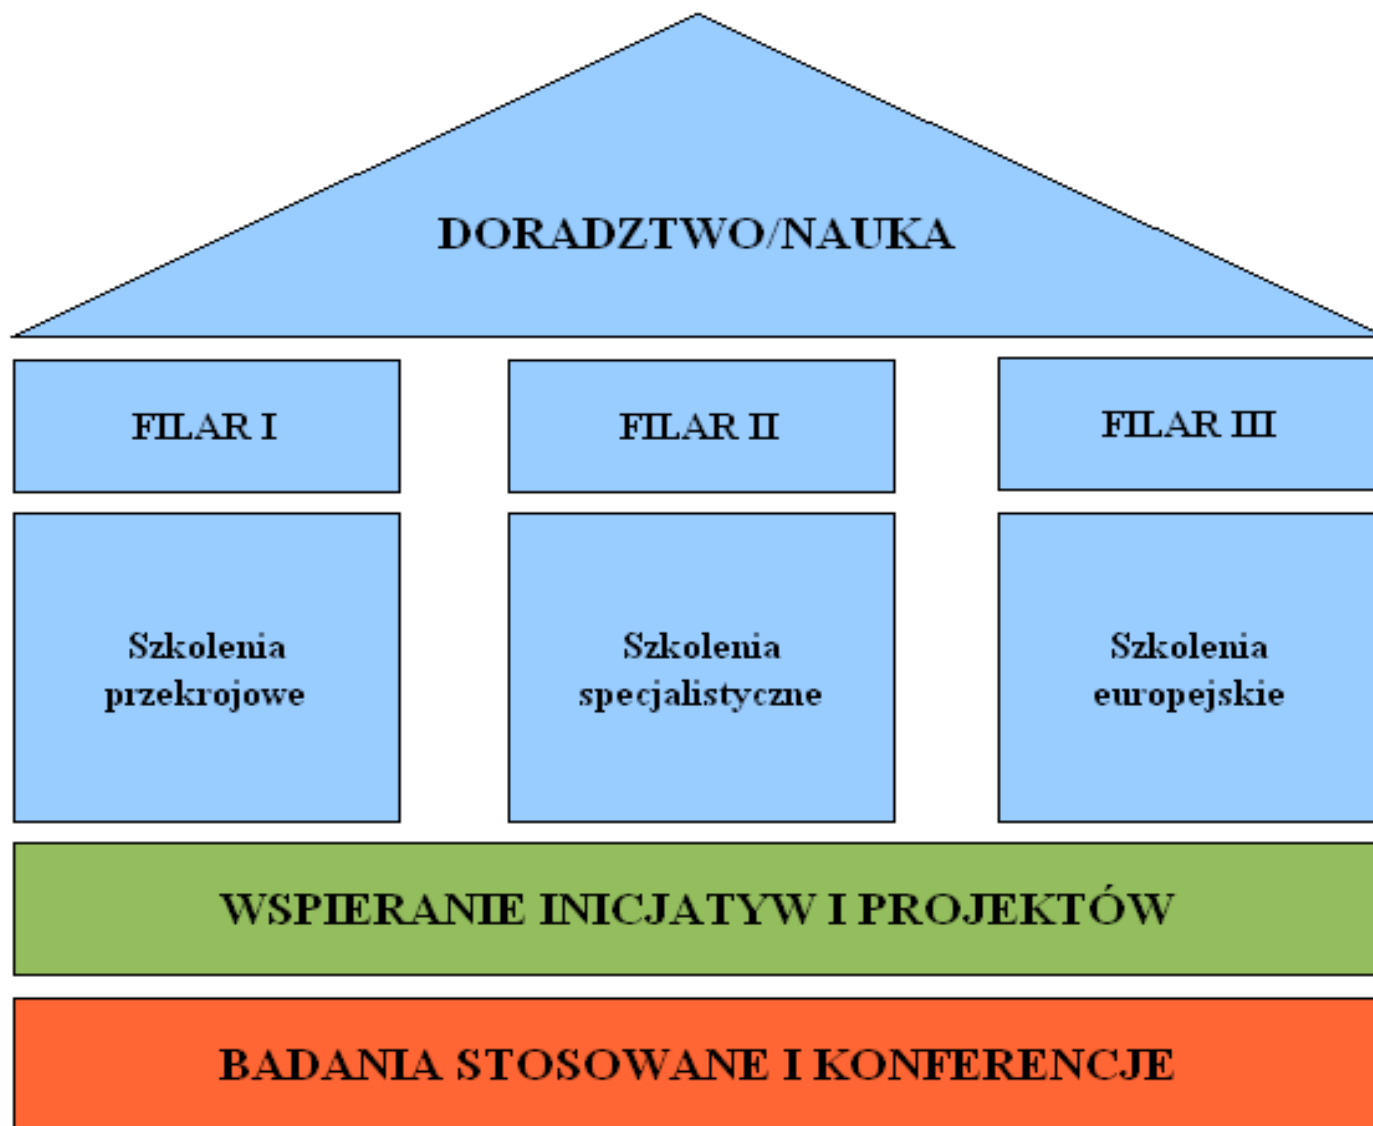 DORADZTWO/NAUKA
FILAR I
FILAR II
FILAR III
Szkolenia
przekrojowe
Szkolenia
specjalistyczne
Szkolenia
europejskie
WSPIERANIE INICJATYW I PROJEKTÓW
BADANIA STOSOWANE I KONFERENCJE